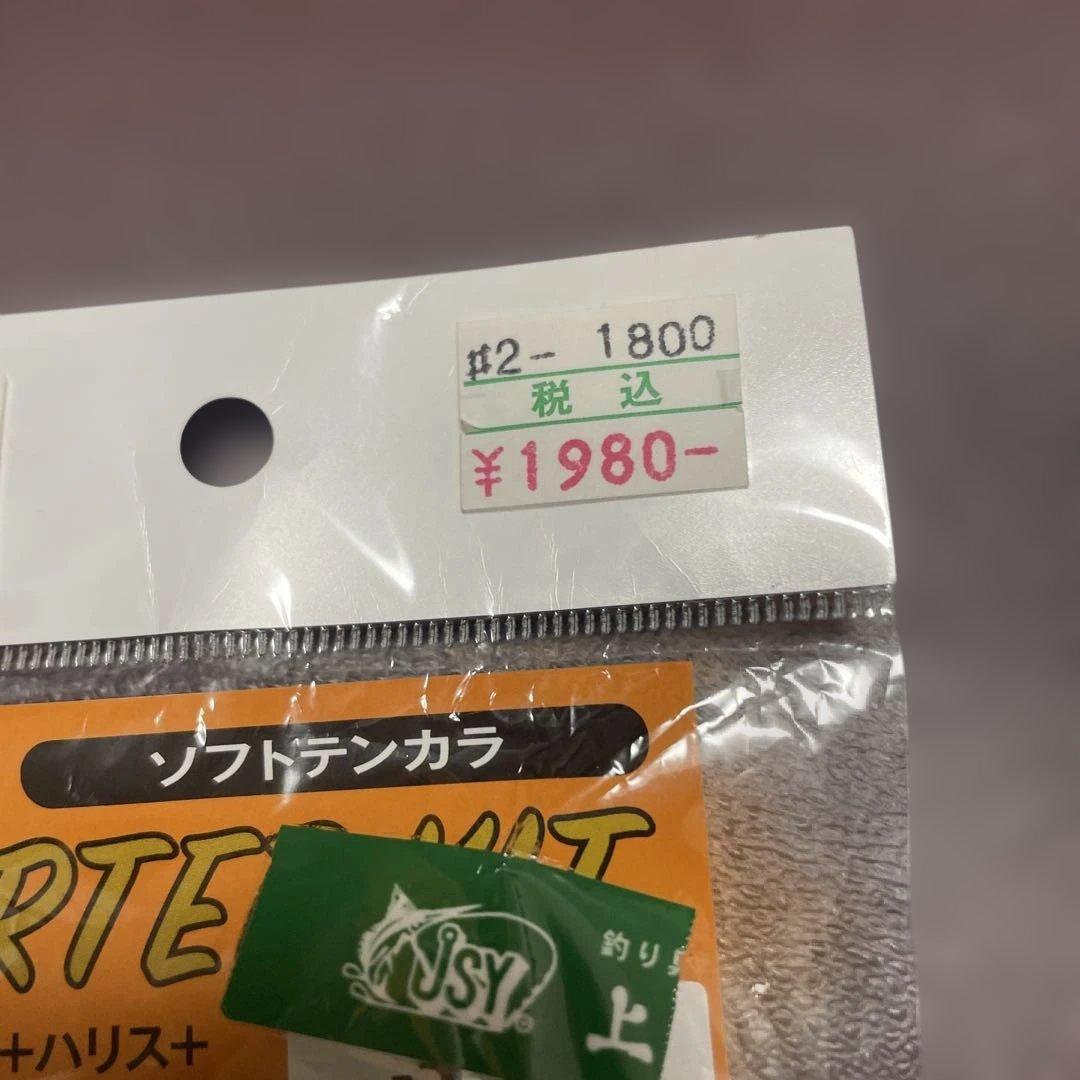 #2- 1800
税込
¥1980-
ソフトテンカラ
JSY
釣り
上
+ハリス+